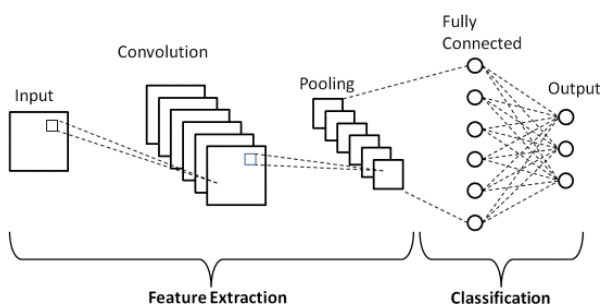 Input
Convolution
Pooling
Fully
Connected
Output
Feature Extraction
Classification